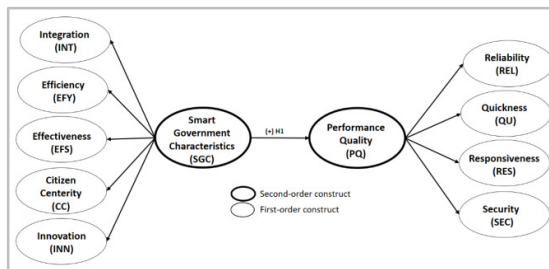 Integration
(INT)
Efficiency
(EFY)
Effectiveness
(EFS)
Citizen
Centerity
(CC)
Innovation
(INN)
Smart
Government
Characteristics
(SGC)
(+) H1
Performance
Quality
(PQ)
Reliability
(REL)
Quickness
(QU)
Responsiveness
(RES)
Security
(SEC)
Second-order construct
First-order construct